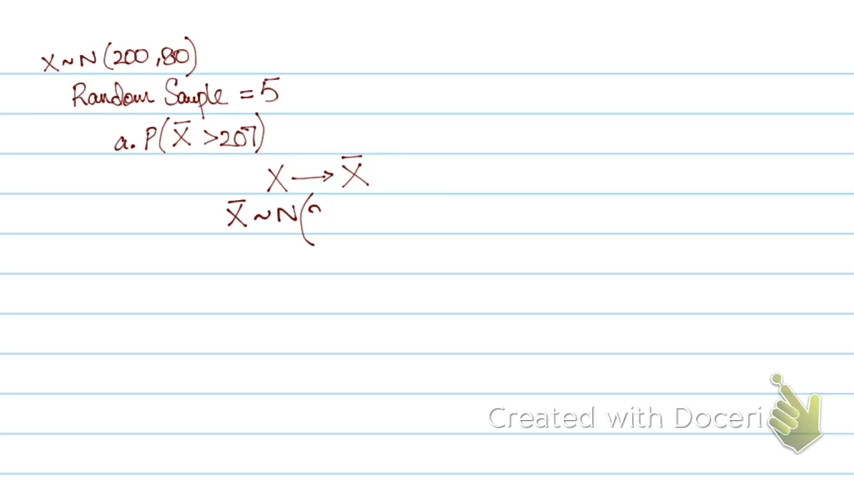 X~N(200,80)
Random Sample = 5
a. P(X̄ >207)
X → X̄
X̄ ~N(
Created with Doceri